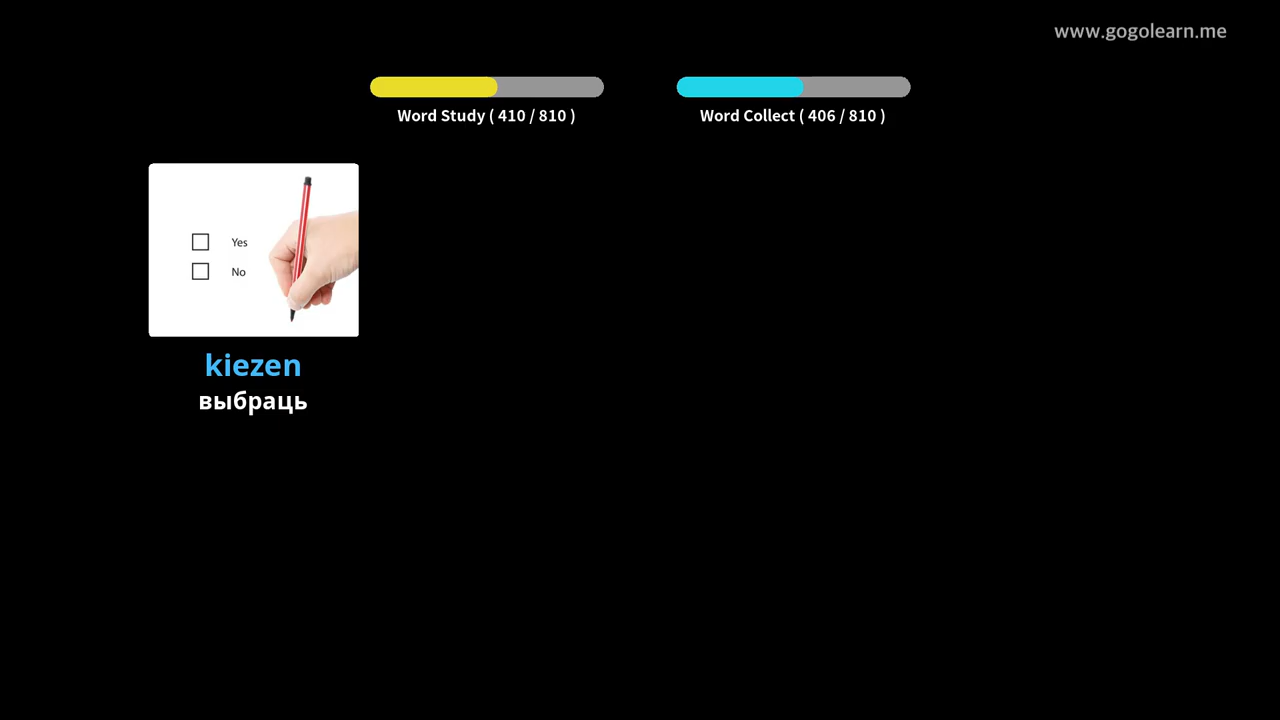 www.gogolearn.me
Word Study ( 410 / 810 )
Word Collect ( 406 / 810 )
Yes
No
kiezen
выбраць